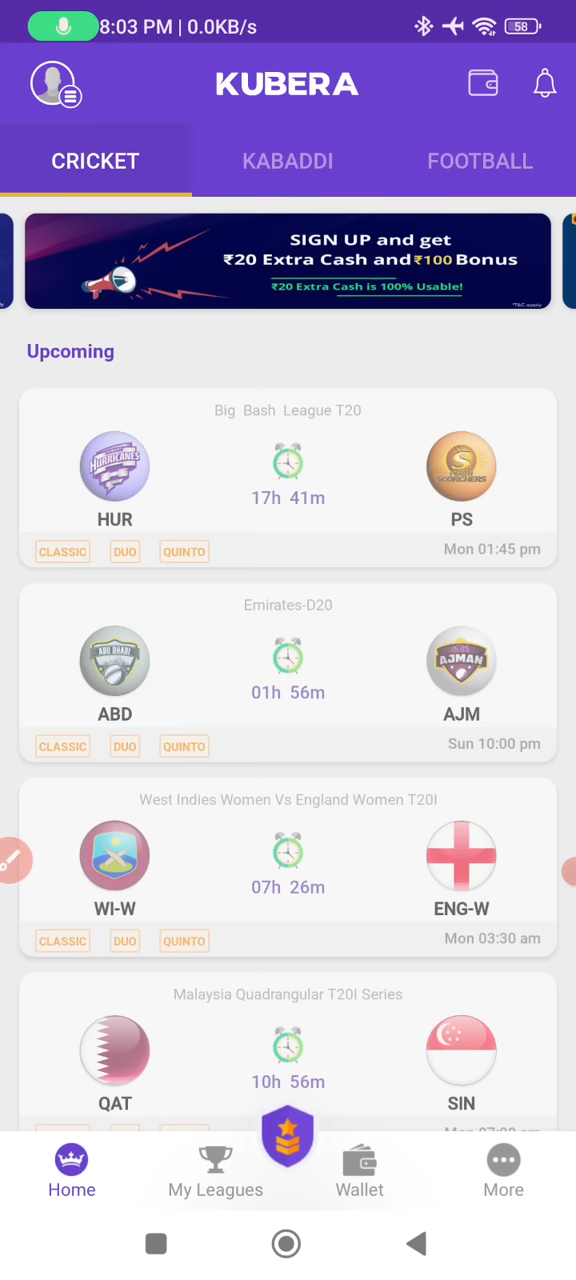 8:03 PM | 0.0KB/s
58
KUBERA
CRICKET
KABADDI
FOOTBALL
SIGN UP and get
₹20 Extra Cash and ₹100 Bonus
₹20 Extra Cash is 100% Usable!
*T&C apply
Upcoming
Big Bash League T20
HURRICANES
SCORCHERS
17h 41m
HUR
PS
CLASSIC
DUO
QUINTO
Mon 01:45 pm
Emirates-D20
ABU DHABI
AJMAN
01h 56m
ABD
AJM
CLASSIC
DUO
QUINTO
Sun 10:00 pm
West Indies Women Vs England Women T20I
07h 26m
WI-W
ENG-W
CLASSIC
DUO
QUINTO
Mon 03:30 am
Malaysia Quadrangular T20I Series
10h 56m
QAT
SIN
Home
My Leagues
Wallet
More